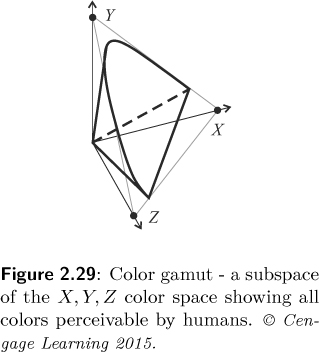 Y
X
Z
Figure 2.29: Color gamut - a subspace
of the X, Y, Z color space showing all
colors perceivable by humans. © Cen-
gage Learning 2015.